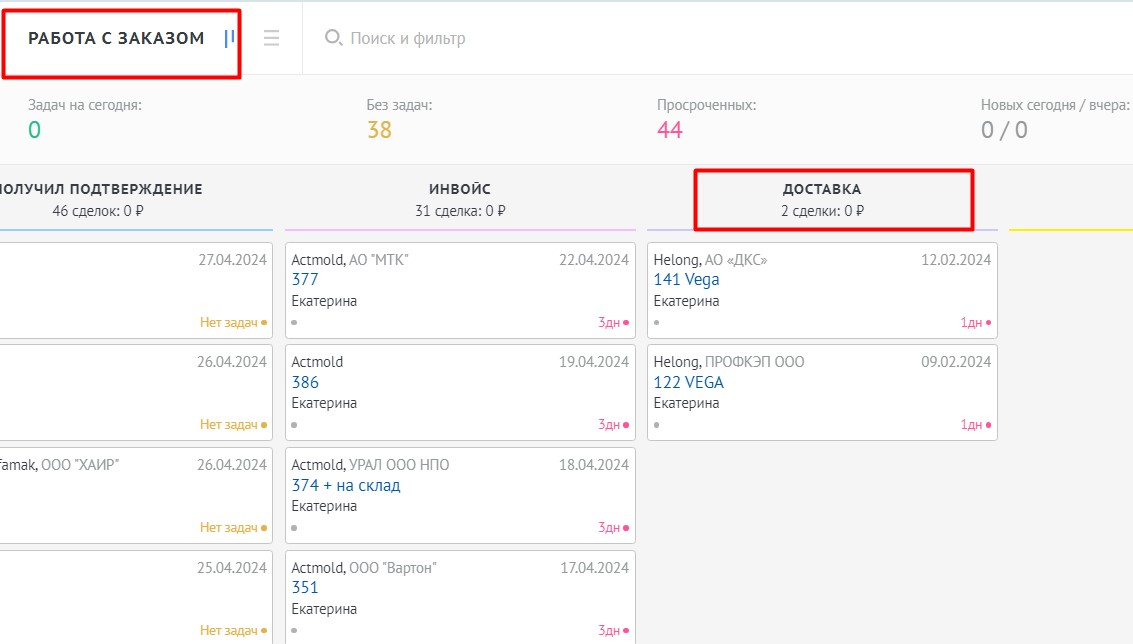 РАБОТА С ЗАКАЗОМ
Поиск и фильтр
Задач на сегодня:
0
Без задач:
38
Просроченных:
44
Новых сегодня / вчера:
0 / 0
ПОЛУЧИЛ ПОДТВЕРЖДЕНИЕ
46 сделок: 0 ₽
27.04.2024
Нет задач
26.04.2024
Нет задач
famak, ООО "ХАИР"
26.04.2024
Нет задач
25.04.2024
Нет задач
ИНВОЙС
31 сделка: 0 ₽
Actmold, АО "МТК"
22.04.2024
377
Екатерина
3дн
Actmold
19.04.2024
386
Екатерина
3дн
Actmold, УРАЛ ООО НПО
18.04.2024
374 + на склад
Екатерина
3дн
Actmold, ООО "Вартон"
17.04.2024
351
Екатерина
3дн
ДОСТАВКА
2 сделки: 0 ₽
Helong, АО «ДКС»
12.02.2024
141 Vega
Екатерина
1дн
Helong, ПРОФКЭП ООО
09.02.2024
122 VEGA
Екатерина
1дн